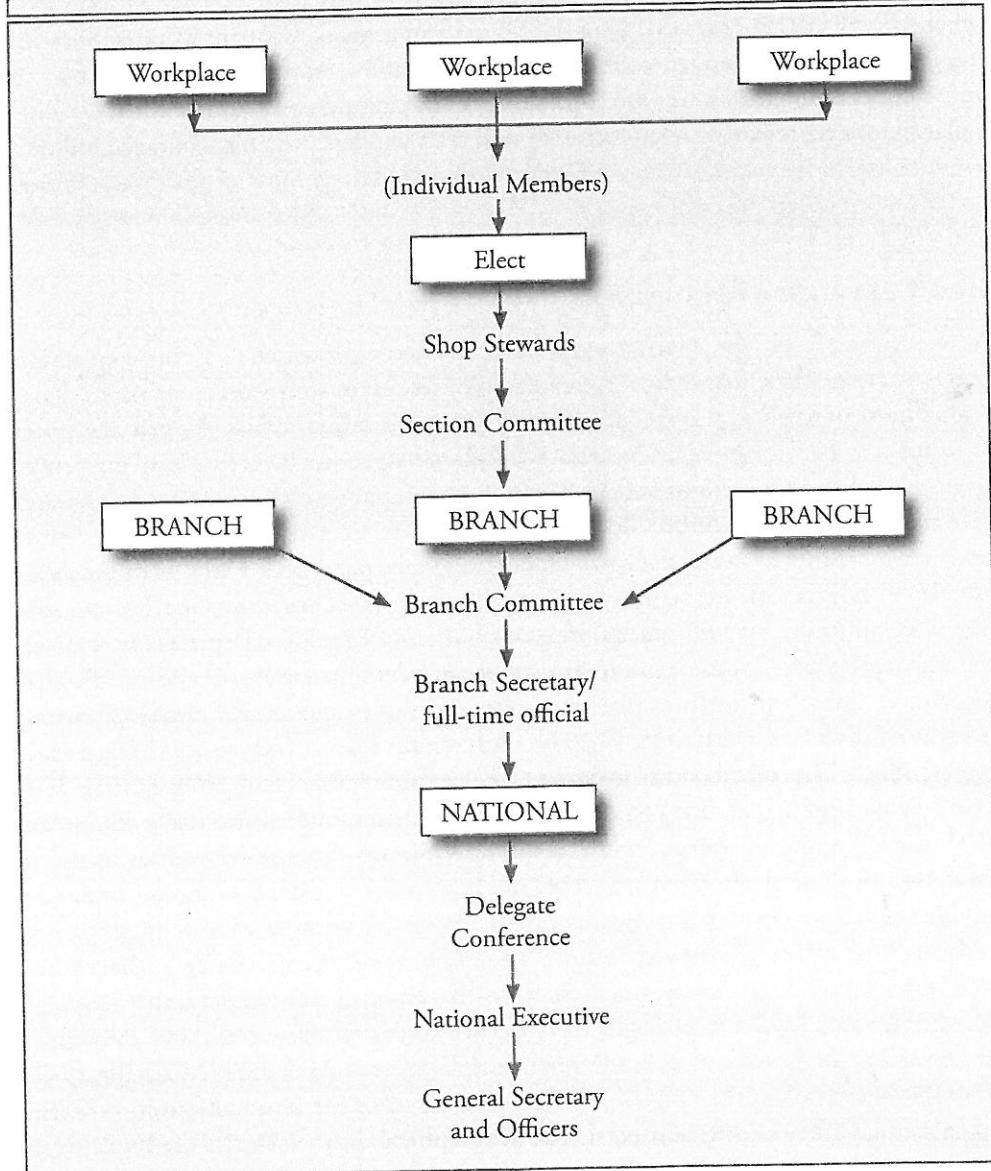 Workplace
Workplace
Workplace
(Individual Members)
Elect
Shop Stewards
Section Committee
BRANCH
BRANCH
BRANCH
Branch Committee
Branch Secretary/
full-time official
NATIONAL
Delegate
Conference
National Executive
General Secretary
and Officers